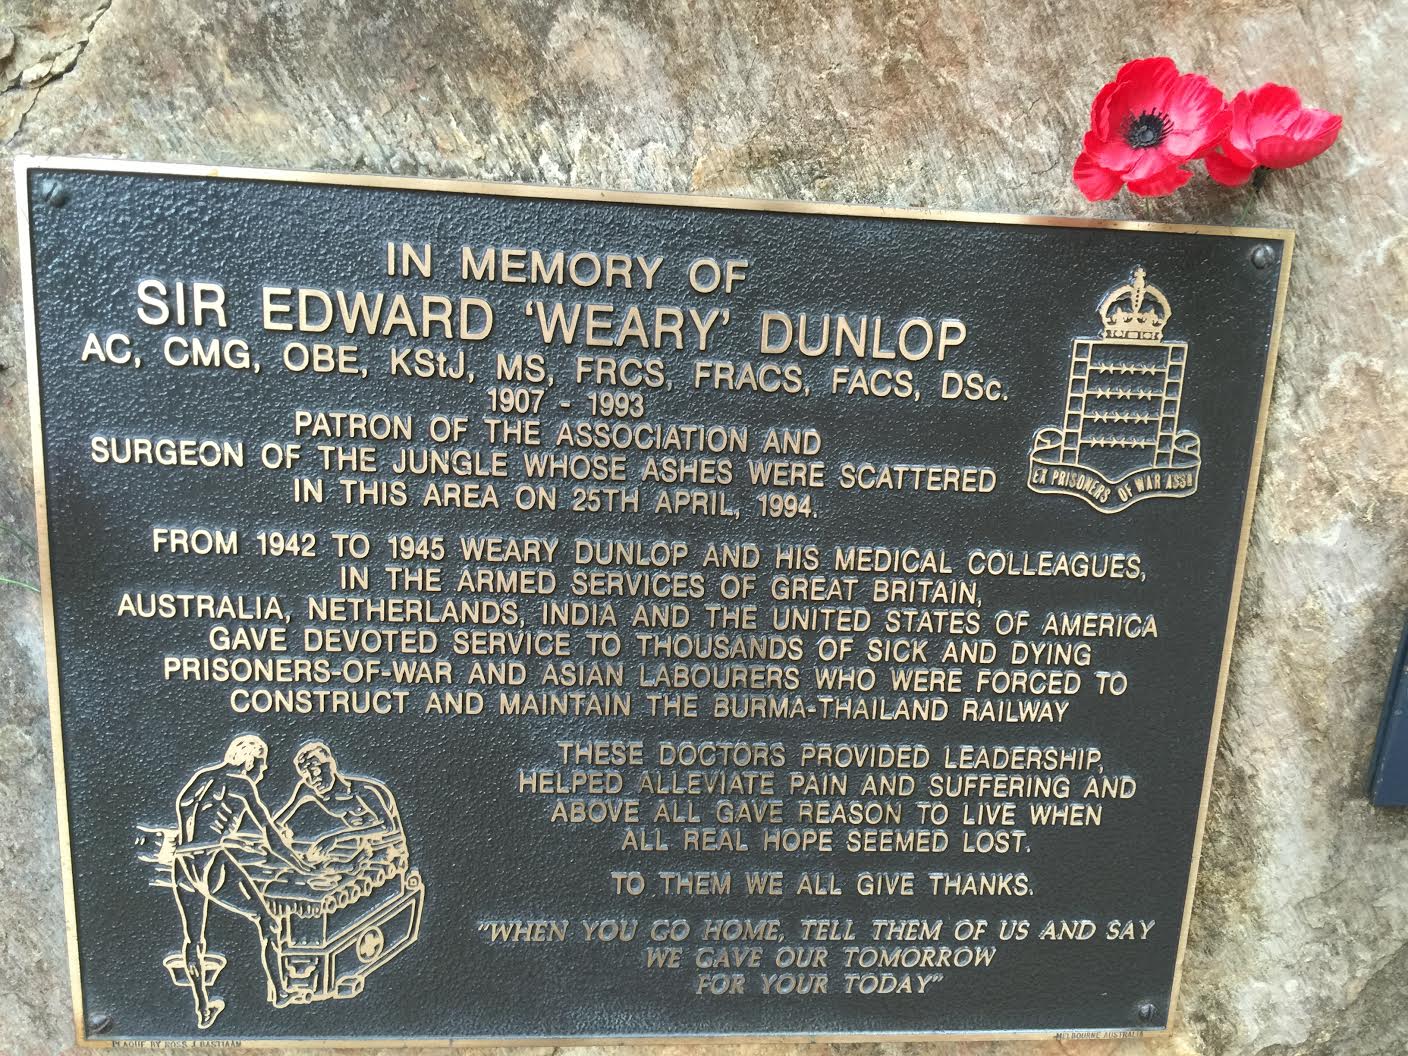 IN MEMORY OF
SIR EDWARD 'WEARY' DUNLOP
AC, CMG, OBE, KStJ, MS, FRCS, FRACS, FACS, DSc.
1907 - 1993
PATRON OF THE ASSOCIATION AND
SURGEON OF THE JUNGLE WHOSE ASHES WERE SCATTERED
IN THIS AREA ON 25TH APRIL, 1994.
EX PRISONERS OF WAR ASSN
FROM 1942 TO 1945 WEARY DUNLOP AND HIS MEDICAL COLLEAGUES,
IN THE ARMED SERVICES OF GREAT BRITAIN,
AUSTRALIA, NETHERLANDS, INDIA AND THE UNITED STATES OF AMERICA
GAVE DEVOTED SERVICE TO THOUSANDS OF SICK AND DYING
PRISONERS-OF-WAR AND ASIAN LABOURERS WHO WERE FORCED TO
CONSTRUCT AND MAINTAIN THE BURMA-THAILAND RAILWAY
THESE DOCTORS PROVIDED LEADERSHIP,
HELPED ALLEVIATE PAIN AND SUFFERING AND
ABOVE ALL GAVE REASON TO LIVE WHEN
ALL REAL HOPE SEEMED LOST.
TO THEM WE ALL GIVE THANKS.
"WHEN YOU GO HOME, TELL THEM OF US AND SAY
WE GAVE OUR TOMORROW
FOR YOUR TODAY"
PLAQUE BY ROSS J. BASTIAAN
MELBOURNE AUSTRALIA